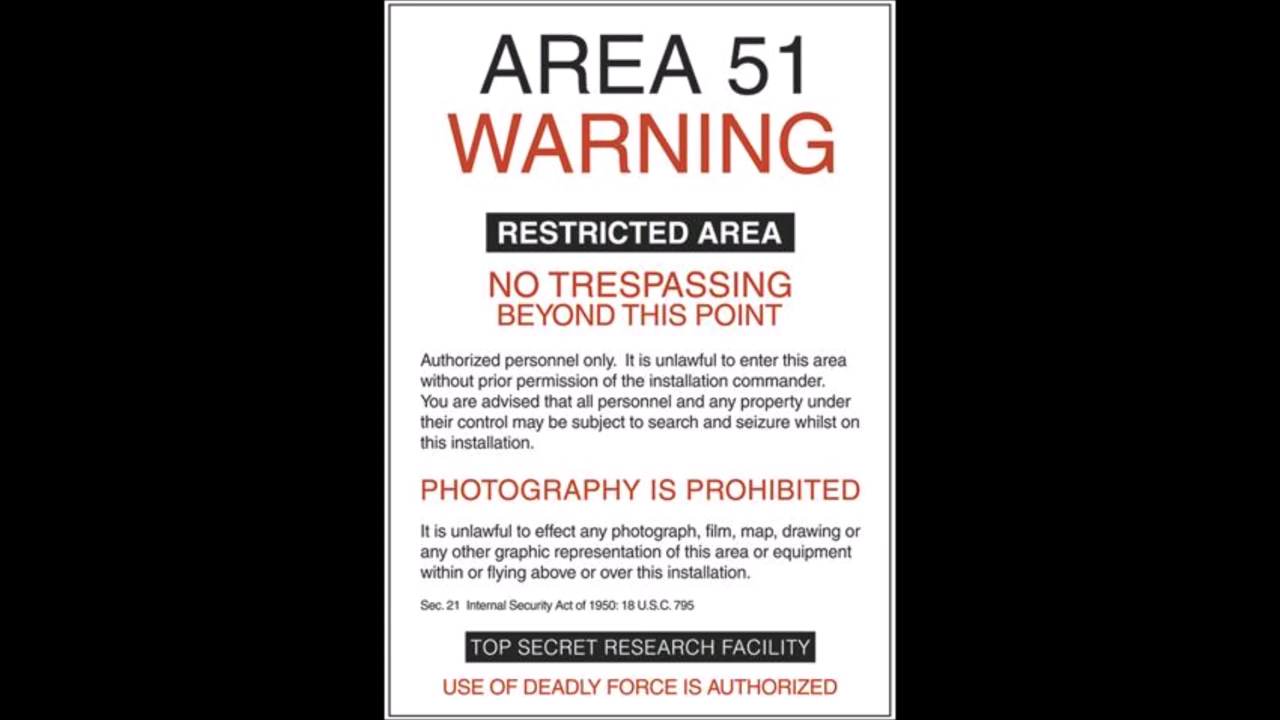 AREA 51
WARNING
RESTRICTED AREA
NO TRESPASSING
BEYOND THIS POINT
Authorized personnel only. It is unlawful to enter this area
without prior permission of the installation commander.
You are advised that all personnel and any property under
their control may be subject to search and seizure whilst on
this installation.
PHOTOGRAPHY IS PROHIBITED
It is unlawful to effect any photograph, film, map, drawing or
any other graphic representation of this area or equipment
within or flying above or over this installation.
Sec. 21 Internal Security Act of 1950: 18 U.S.C. 795
TOP SECRET RESEARCH FACILITY
USE OF DEADLY FORCE IS AUTHORIZED